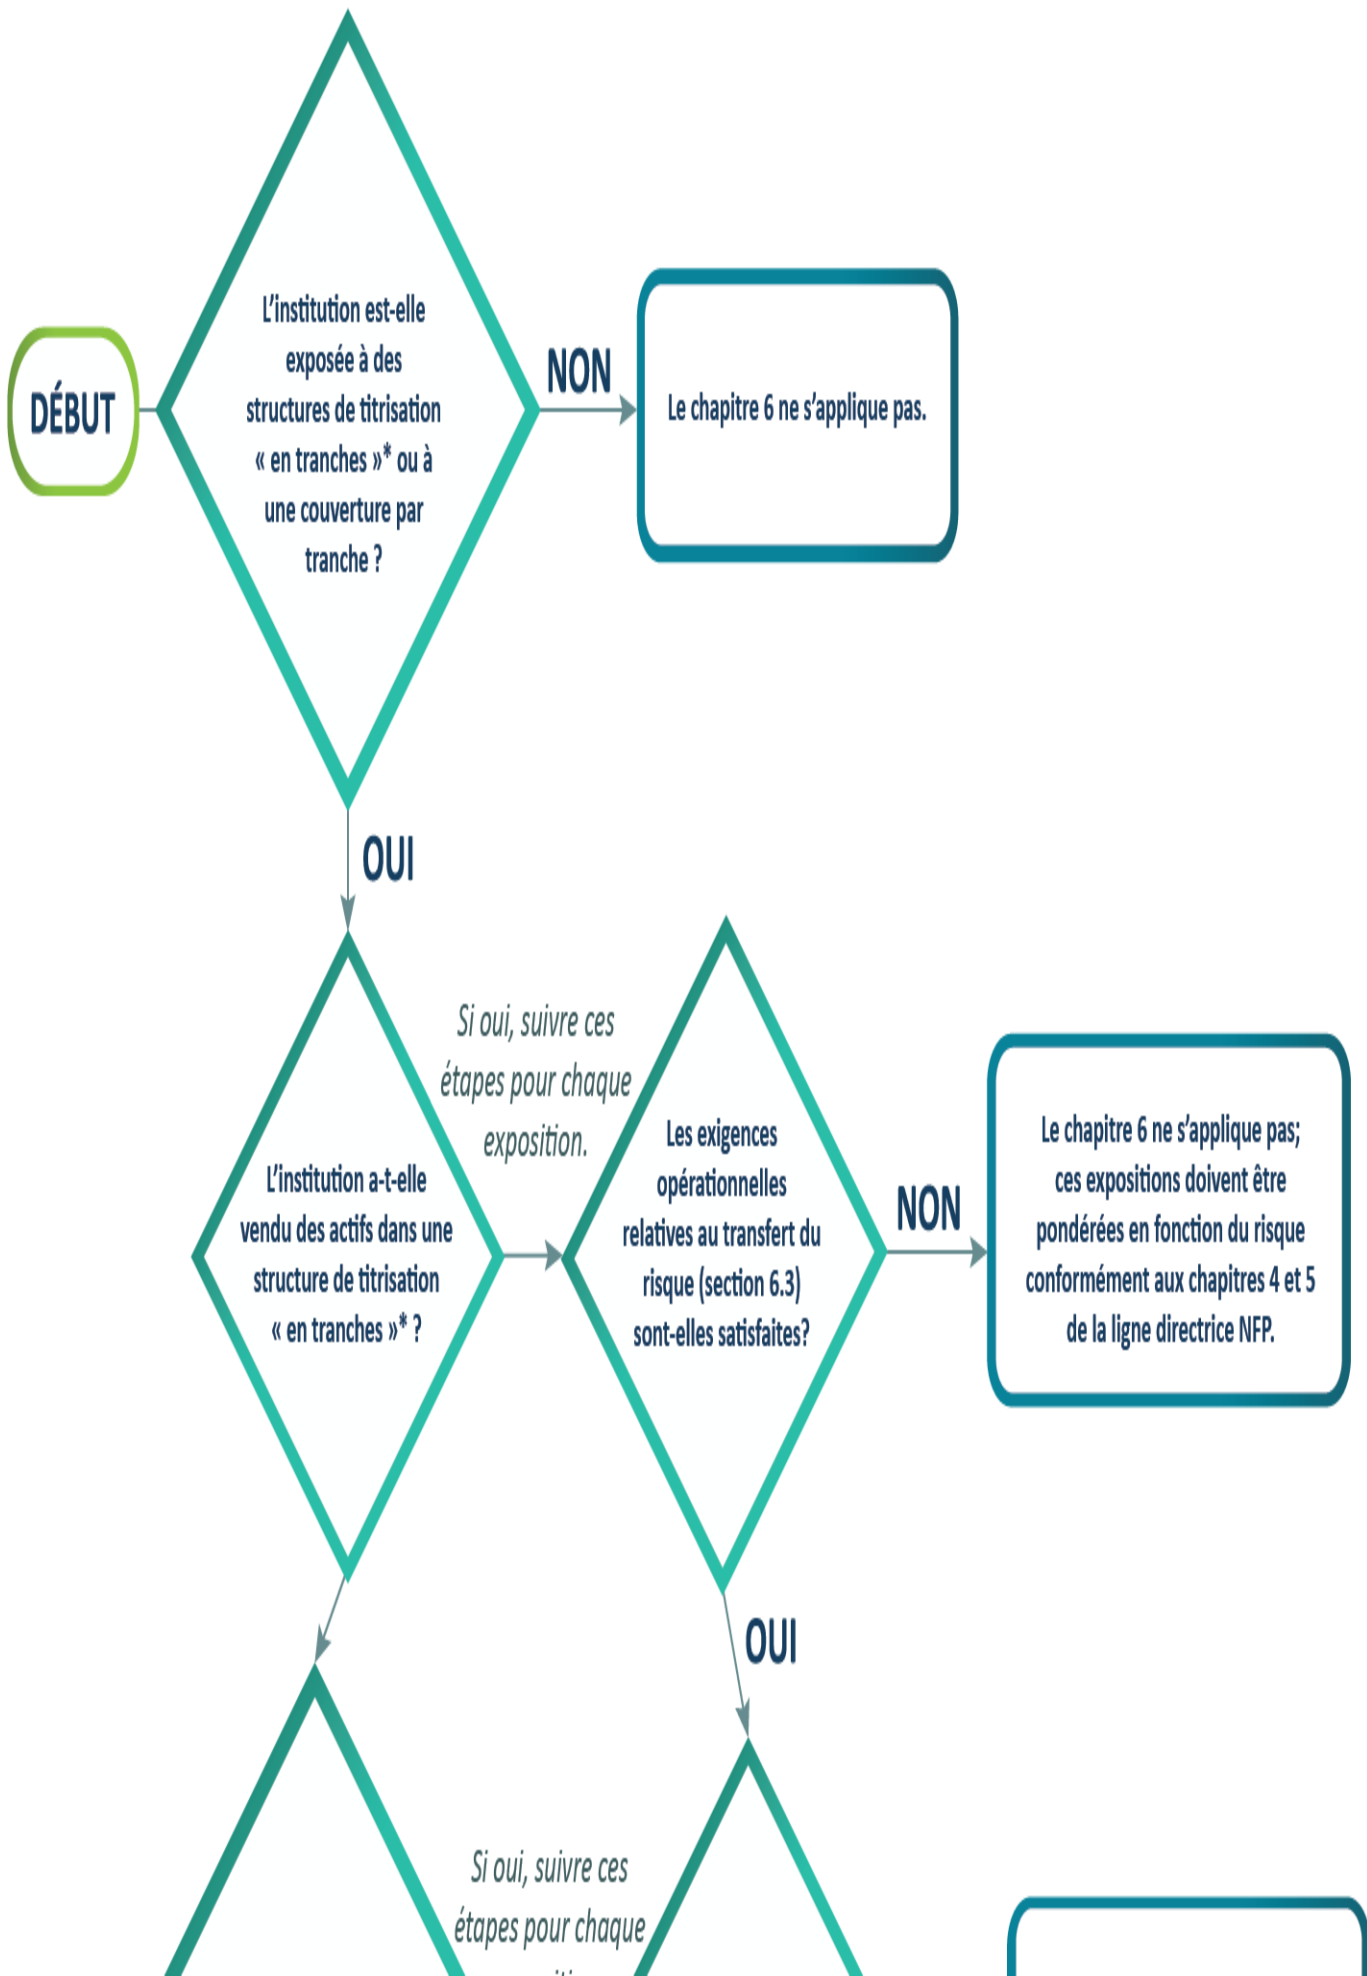 DÉBUT
L'institution est-elle
exposée à des
structures de titrisation
« en tranches »* ou à
une couverture par
tranche ?
NON
Le chapitre 6 ne s'applique pas.
OUI
L'institution a-t-elle
vendu des actifs dans une
structure de titrisation
« en tranches »* ?
Si oui, suivre ces
étapes pour chaque
exposition.
Les exigences
opérationnelles
relatives au transfert du
risque (section 6.3)
sont-elles satisfaites?
NON
Le chapitre 6 ne s'applique pas;
ces expositions doivent être
pondérées en fonction du risque
conformément aux chapitres 4 et 5
de la ligne directrice NFP.
OUI
Si oui, suivre ces
étapes pour chaque